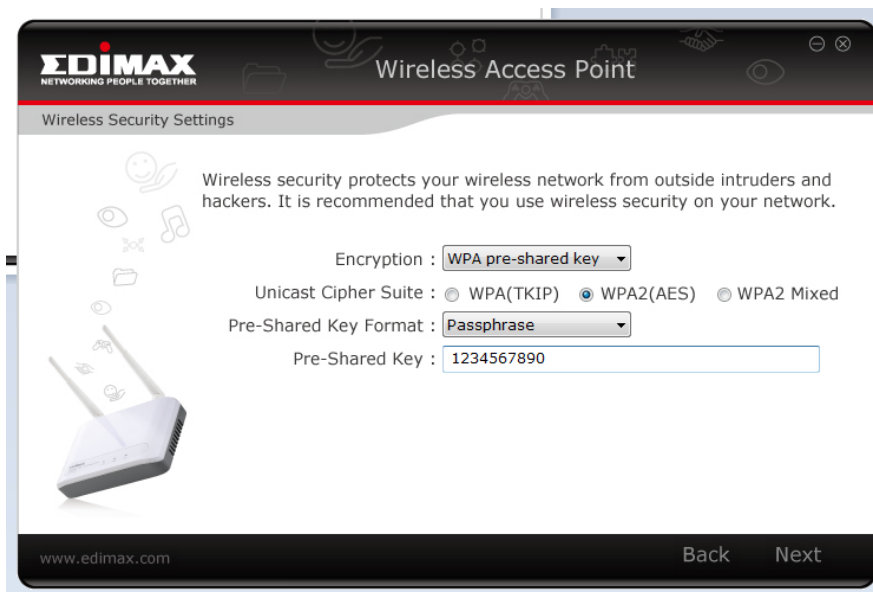 EDIMAX
NETWORKING PEOPLE TOGETHER
Wireless Access Point
Wireless Security Settings
Wireless security protects your wireless network from outside intruders and
hackers. It is recommended that you use wireless security on your network.
Encryption : WPA pre-shared key
Unicast Cipher Suite : WPA(TKIP) WPA2(AES) WPA2 Mixed
Pre-Shared Key Format : Passphrase
Pre-Shared Key : 1234567890
www.edimax.com
Back Next